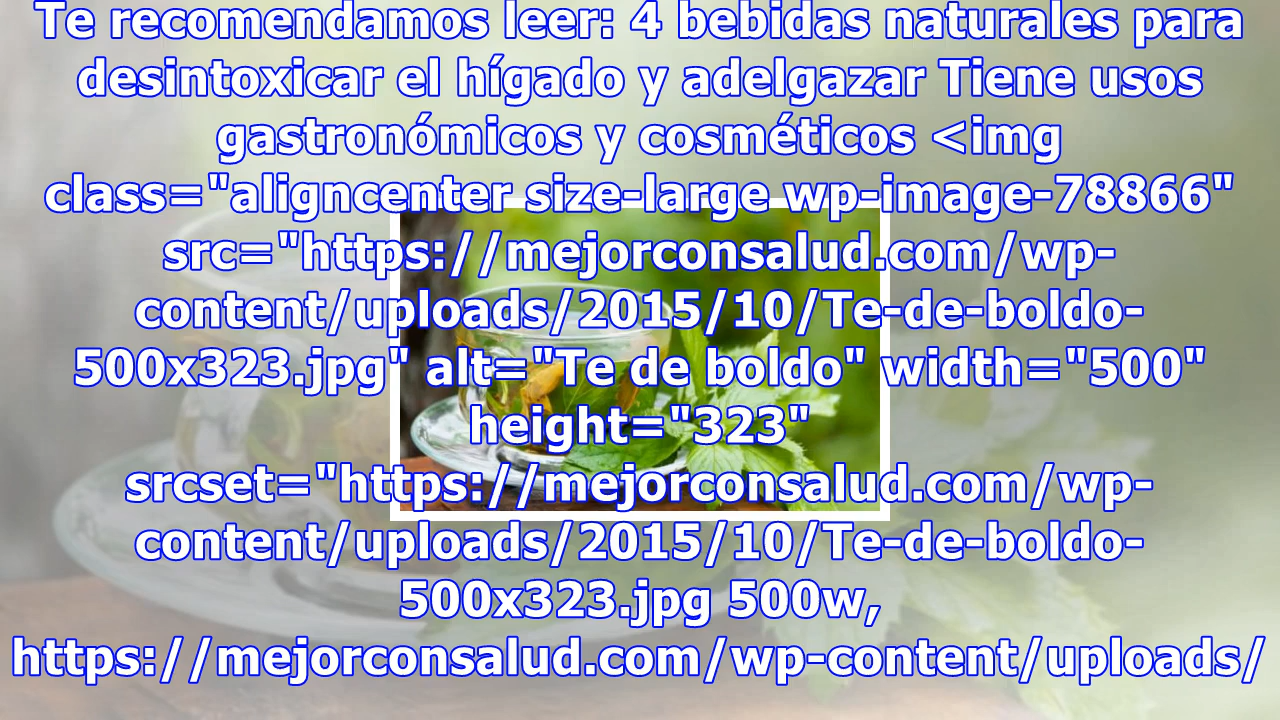 Te recomendamos leer: 4 bebidas naturales para
desintoxicar el hígado y adelgazar Tiene usos
gastronómicos y cosméticos <img
class="aligncenter size-large wp-image-78866"
src="https://mejorconsalud.com/wp-
content/uploads/2015/10/Te-de-boldo-
500x323.jpg" alt="Te de boldo" width="500"
height="323"
srcset="https://mejorconsalud.com/wp-
content/uploads/2015/10/Te-de-boldo-
500x323.jpg 500w,
https://mejorconsalud.com/wp-content/uploads/